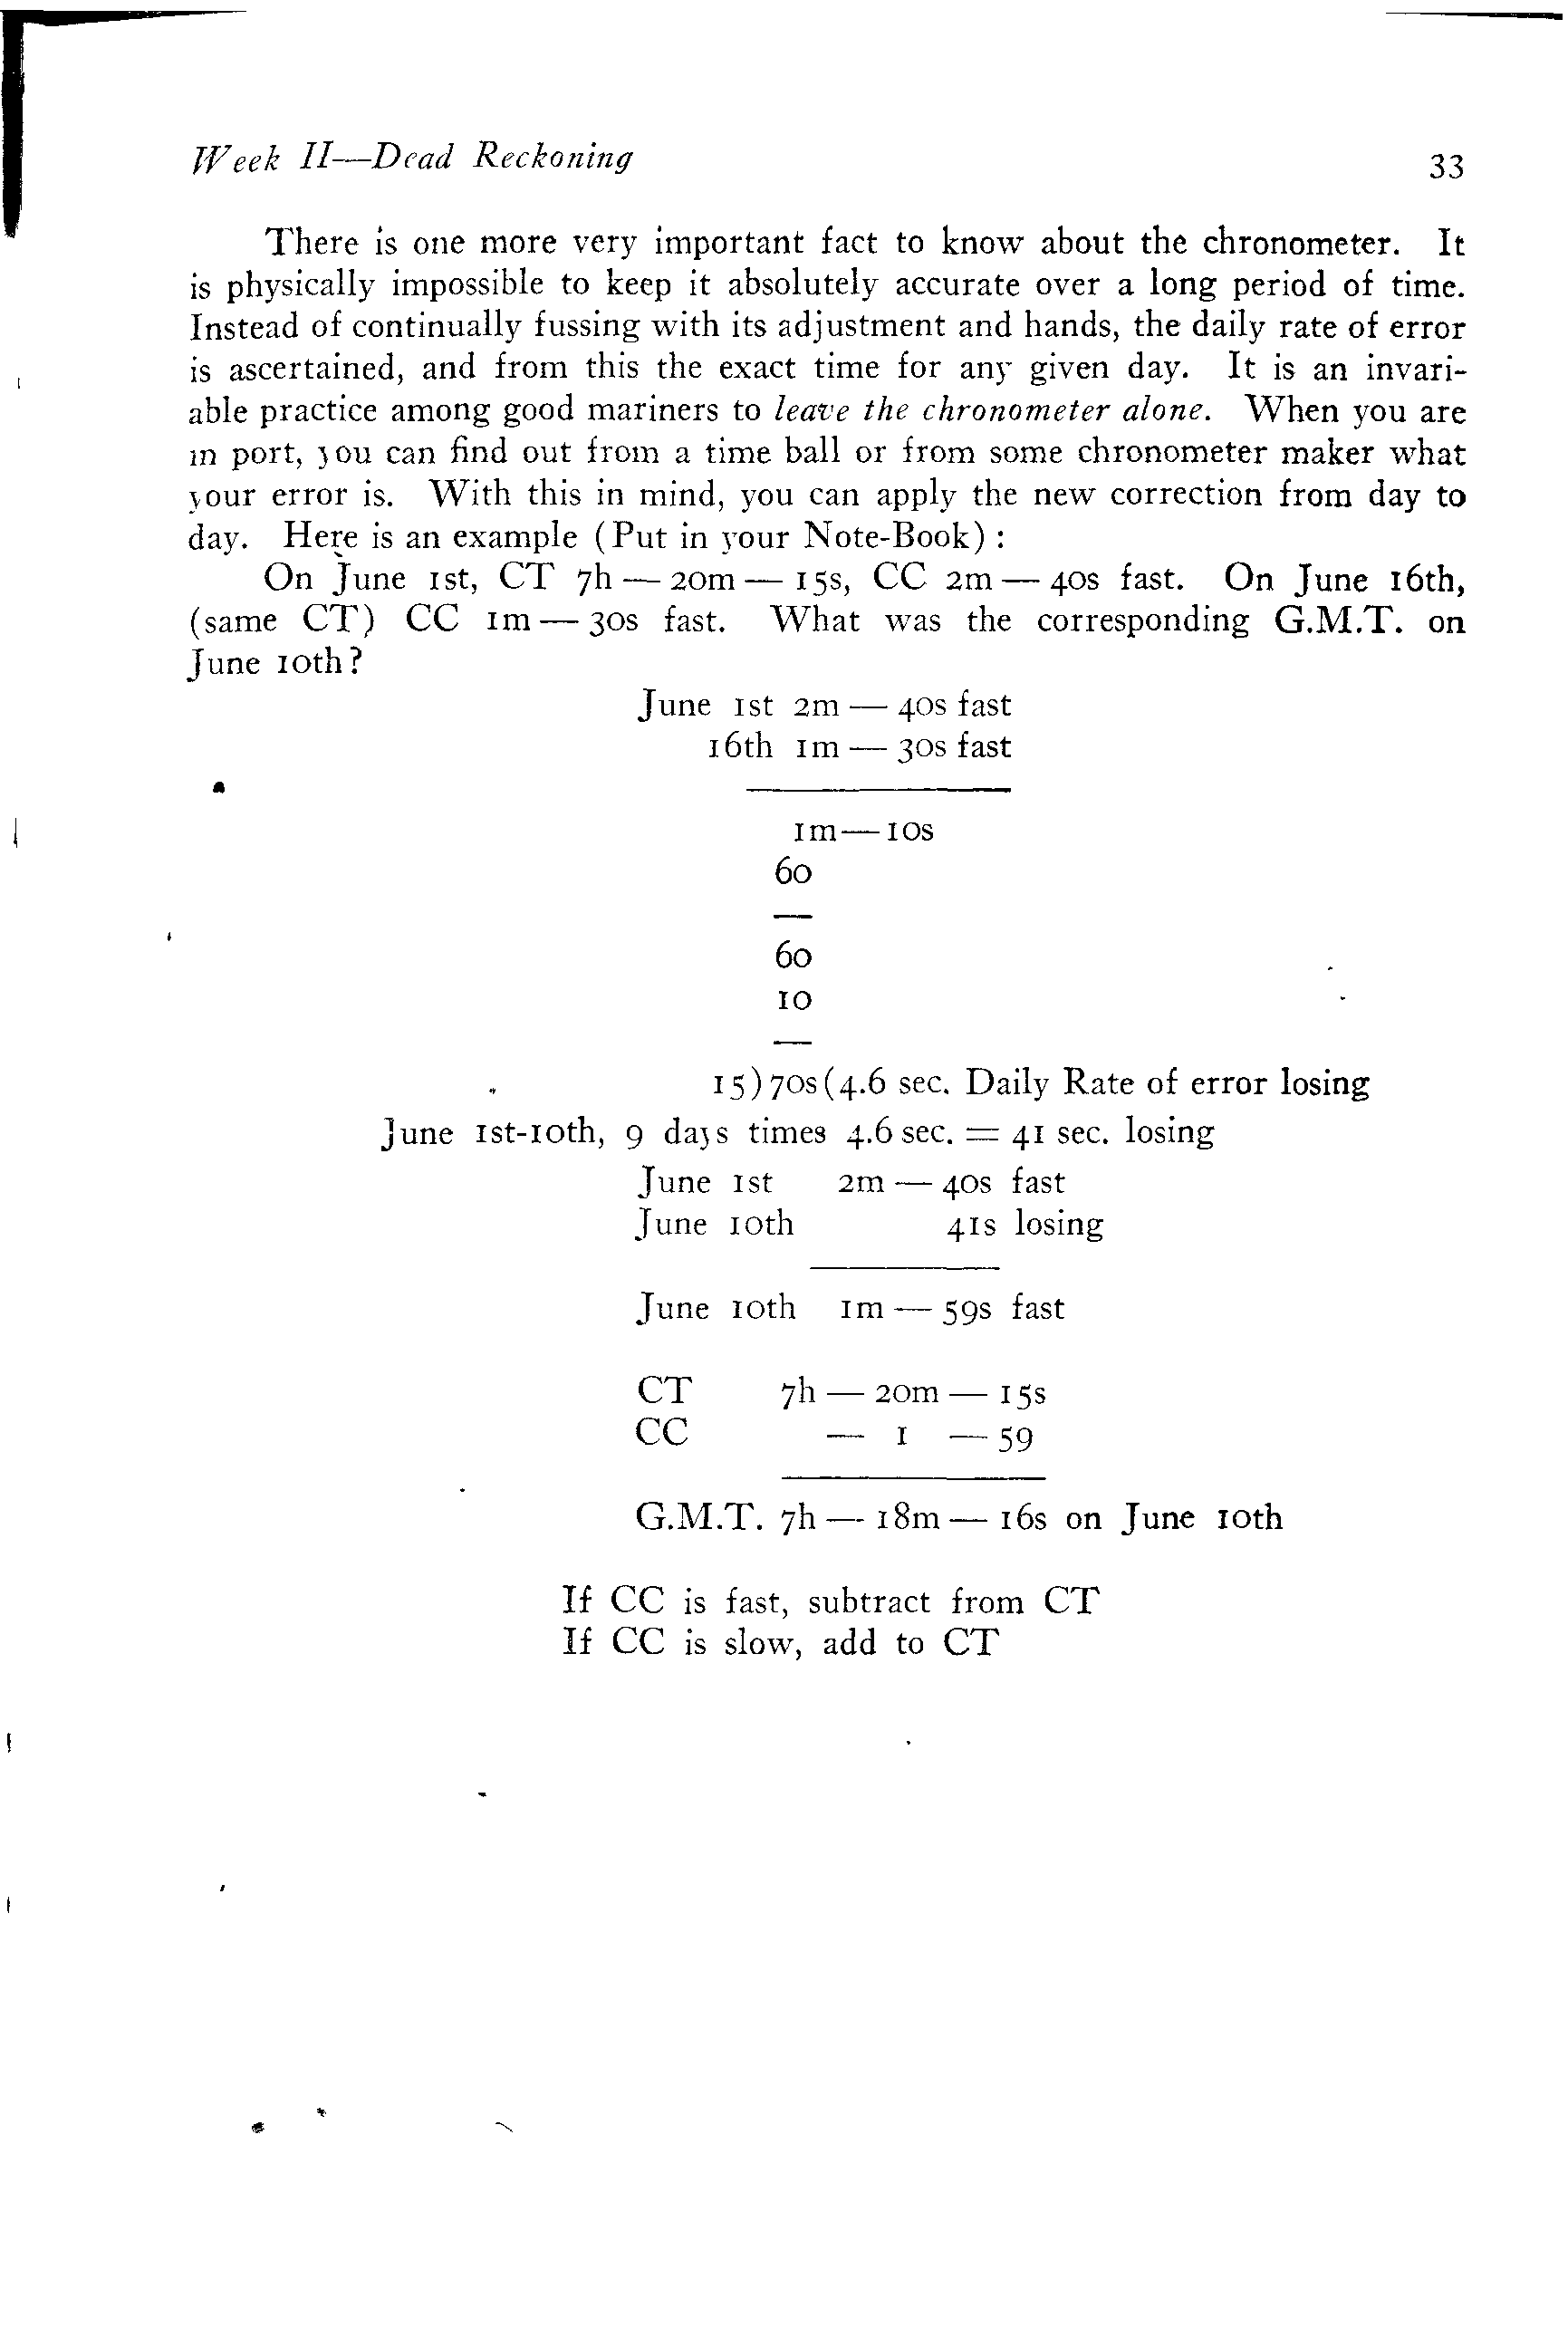 Week II—Dead Reckoning 33
There is one more very important fact to know about the chronometer. It
is physically impossible to keep it absolutely accurate over a long period of time.
Instead of continually fussing with its adjustment and hands, the daily rate of error
is ascertained, and from this the exact time for any given day. It is an invari-
able practice among good mariners to leave the chronometer alone. When you are
in port, you can find out from a time ball or from some chronometer maker what
your error is. With this in mind, you can apply the new correction from day to
day. Here is an example (Put in your Note-Book) :
On June 1st, CT 7h — 20m — 15s, CC 2m — 40s fast. On June 16th,
(same CT) CC 1m — 30s fast. What was the corresponding G.M.T. on
June 10th?
June 1st 2m — 40s fast
16th 1m — 30s fast
1m — 10s
60
60
10
15)70s(4.6 sec. Daily Rate of error losing
June 1st-10th, 9 days times 4.6 sec. = 41 sec. losing
June 1st 2m — 40s fast
June 10th 41s losing
June 10th 1m — 59s fast
CT 7h — 20m — 15s
CC — 1 — 59
G.M.T. 7h — 18m — 16s on June 10th
If CC is fast, subtract from CT
If CC is slow, add to CT